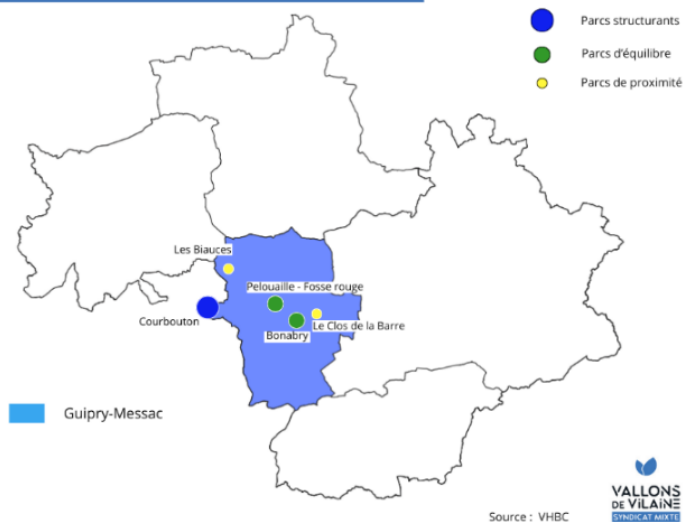 Parcs structurants
Parcs d'équilibre
Parcs de proximité
Les Biauces
Pelouaille - Fosse rouge
Courbouton
Le Clos de la Barre
Bonabry
Guipry-Messac
VALLONS
DE VILAINE
SYNDICAT MIXTE
Source : VHBC